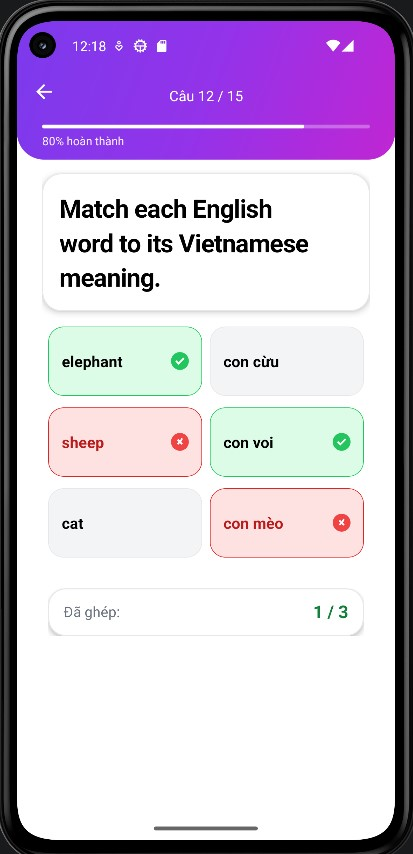 12:18
Câu 12 / 15
80% hoàn thành
Match each English
word to its Vietnamese
meaning.
elephant
con cừu
sheep
con voi
cat
con mèo
Đã ghép:
1 / 3